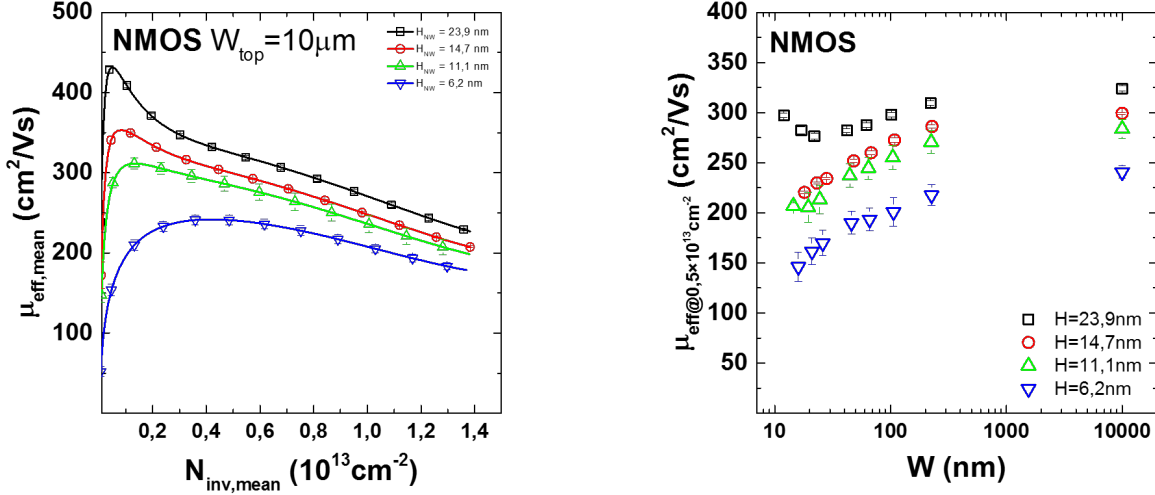 NMOS W_top=10μm
H_NW = 23,9 nm
H_NW = 14,7 nm
H_NW = 11,1 nm
H_NW = 6,2 nm
500
400
300
200
100
μ_eff,mean (cm²/Vs)
0,2 0,4 0,6 0,8 1,0 1,2 1,4
N_inv,mean (10¹³cm⁻²)
NMOS
400
350
300
250
200
150
100
50
μ_eff@0,5×10¹³cm⁻² (cm²/Vs)
H=23,9nm
H=14,7nm
H=11,1nm
H=6,2nm
10 100 1000 10000
W (nm)